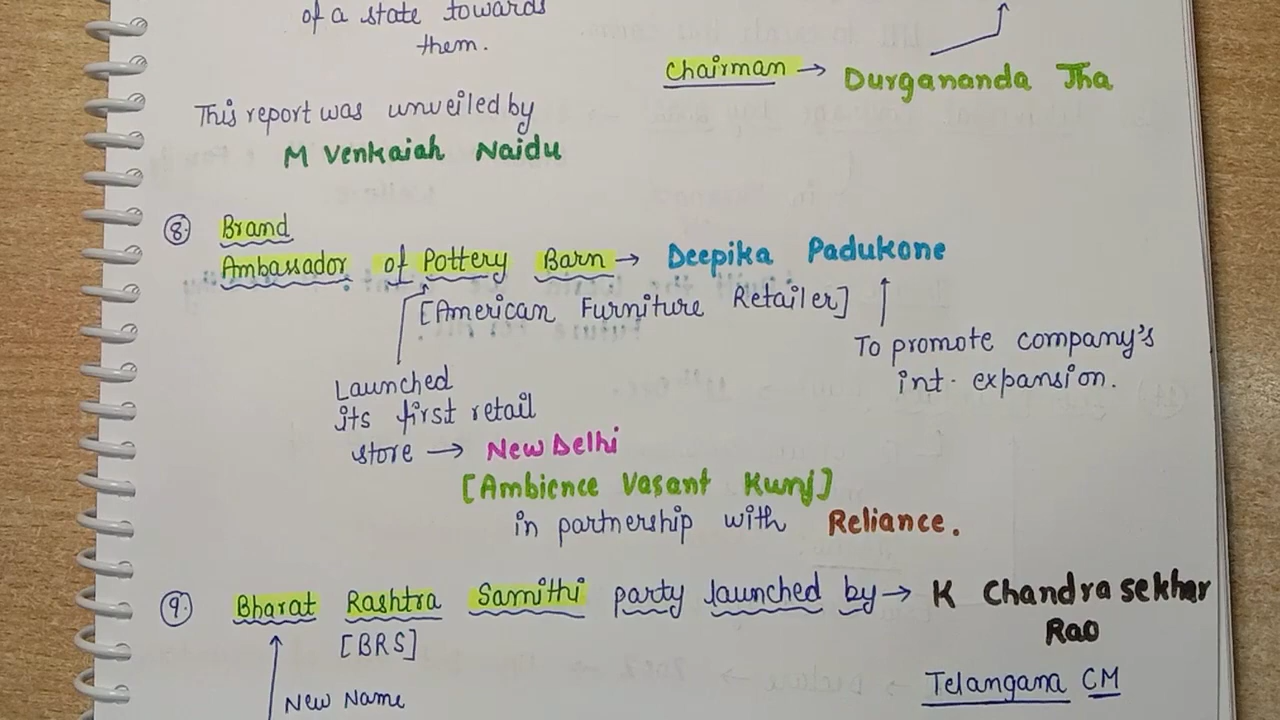 of a state towards
them.
Chairman → Durgananda Jha
This report was unveiled by
M Venkaiah Naidu
8. Brand
Ambassador of Pottery Barn → Deepika Padukone
[American Furniture Retailer]
To promote company's
int. expansion.
Launched
its first retail
store → New Delhi
[Ambience Vasant Kunj]
in partnership with Reliance.
9. Bharat Rashtra Samithi party launched by → K Chandrasekhar
Rao
[BRS]
Telangana CM
New Name